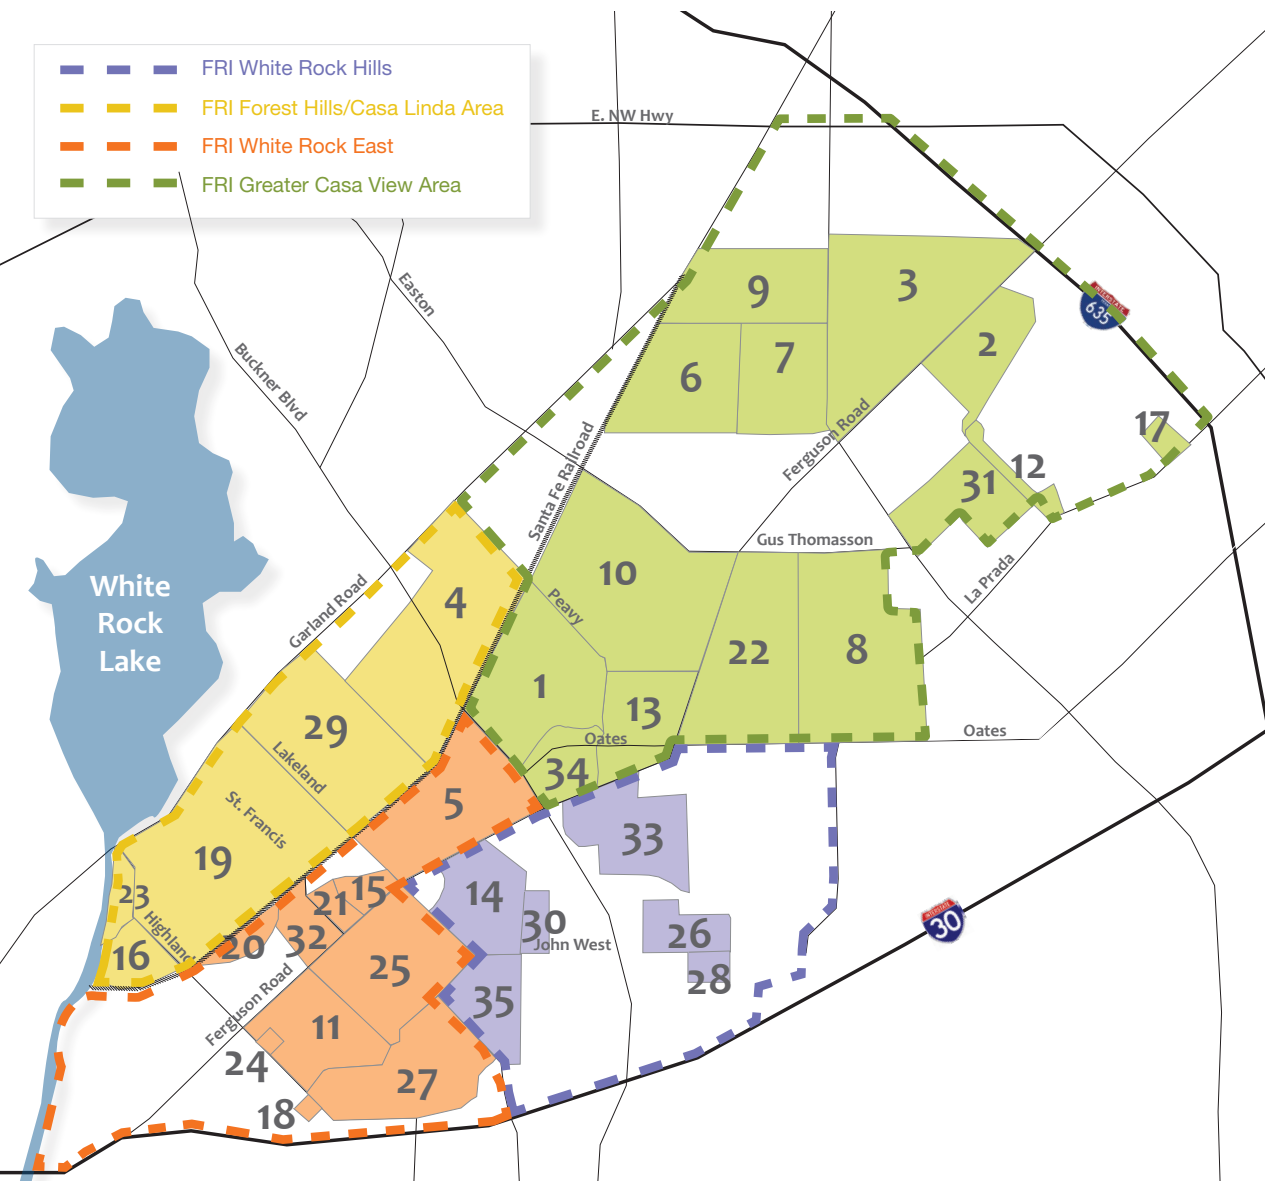 FRI White Rock Hills
FRI Forest Hills/Casa Linda Area
FRI White Rock East
FRI Greater Casa View Area
E. NW Hwy
Easton
Buckner Blvd
9
3
2
INTERSTATE
635
6
7
17
Ferguson Road
Santa Fe Railroad
12
31
Gus Thomasson
La Prada
White
Rock
Lake
Garland Road
4
10
Peavy
22
8
1
13
Oates
Oates
34
29
Lakeland
St. Francis
5
33
19
23
Highland
16
15
21
14
30
John West
26
28
INTERSTATE
30
20
32
25
35
Ferguson Road
11
24
27
18